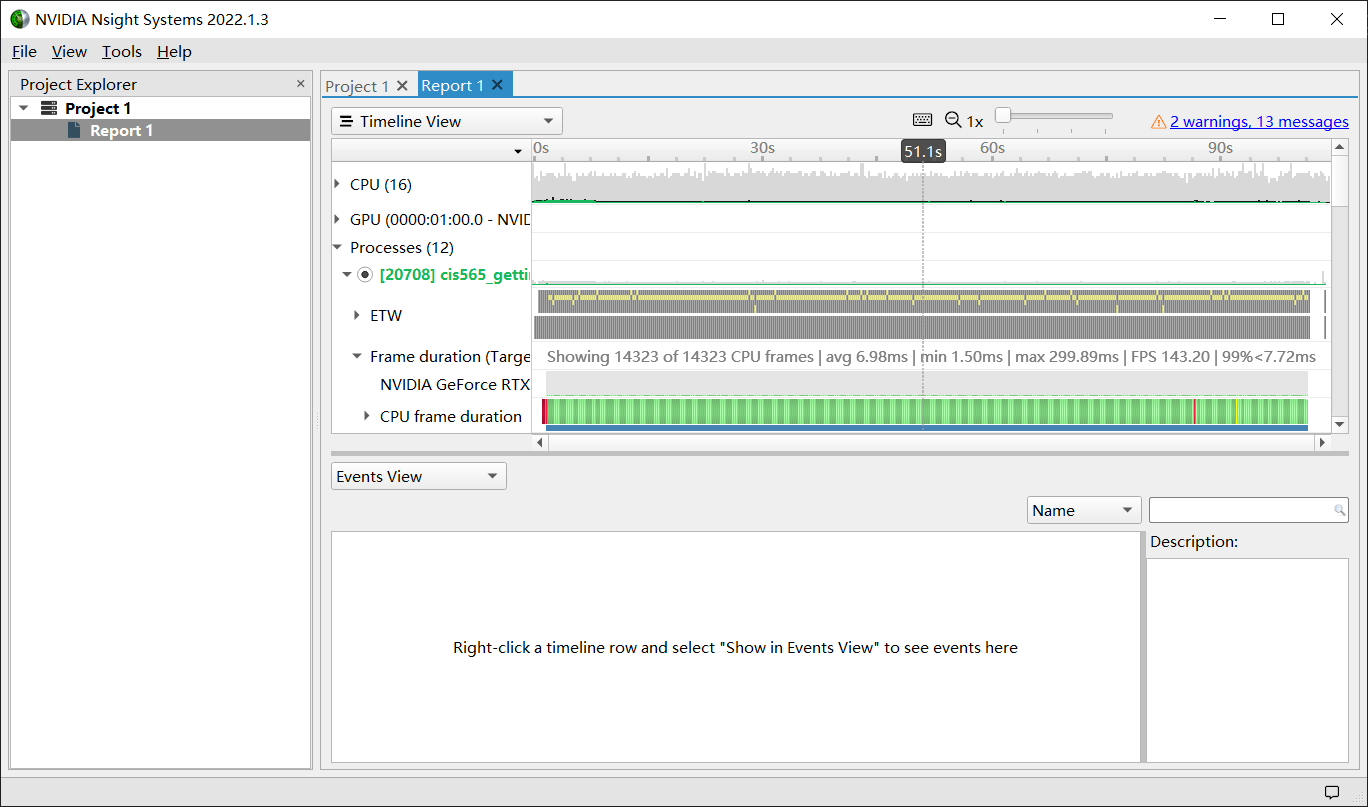 NVIDIA Nsight Systems 2022.1.3
File View Tools Help
Project Explorer
Project 1
Report 1
Project 1 Report 1
Timeline View
1x
2 warnings, 13 messages
0s 30s 51.1s 60s 90s
CPU (16)
GPU (0000:01:00.0 - NVID
Processes (12)
[20708] cis565_getti
ETW
Frame duration (Targe
Showing 14323 of 14323 CPU frames | avg 6.98ms | min 1.50ms | max 299.89ms | FPS 143.20 | 99%<7.72ms
NVIDIA GeForce RTX
CPU frame duration
Events View
Name
Description:
Right-click a timeline row and select "Show in Events View" to see events here